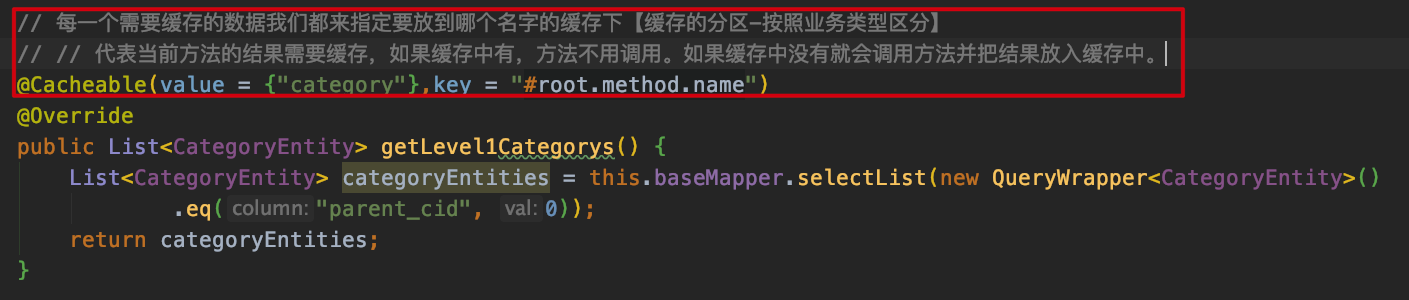 // 每一个需要缓存的数据我们都来指定要放到哪个名字的缓存下【缓存的分区-按照业务类型区分】
// // 代表当前方法的结果需要缓存，如果缓存中有，方法不用调用。如果缓存中没有就会调用方法并把结果放入缓存中。
@Cacheable(value = {"category"},key = "#root.method.name")
@Override
public List<CategoryEntity> getLevel1Categorys() {
List<CategoryEntity> categoryEntities = this.baseMapper.selectList(new QueryWrapper<CategoryEntity>()
.eq( column: "parent_cid", val: 0));
return categoryEntities;
}